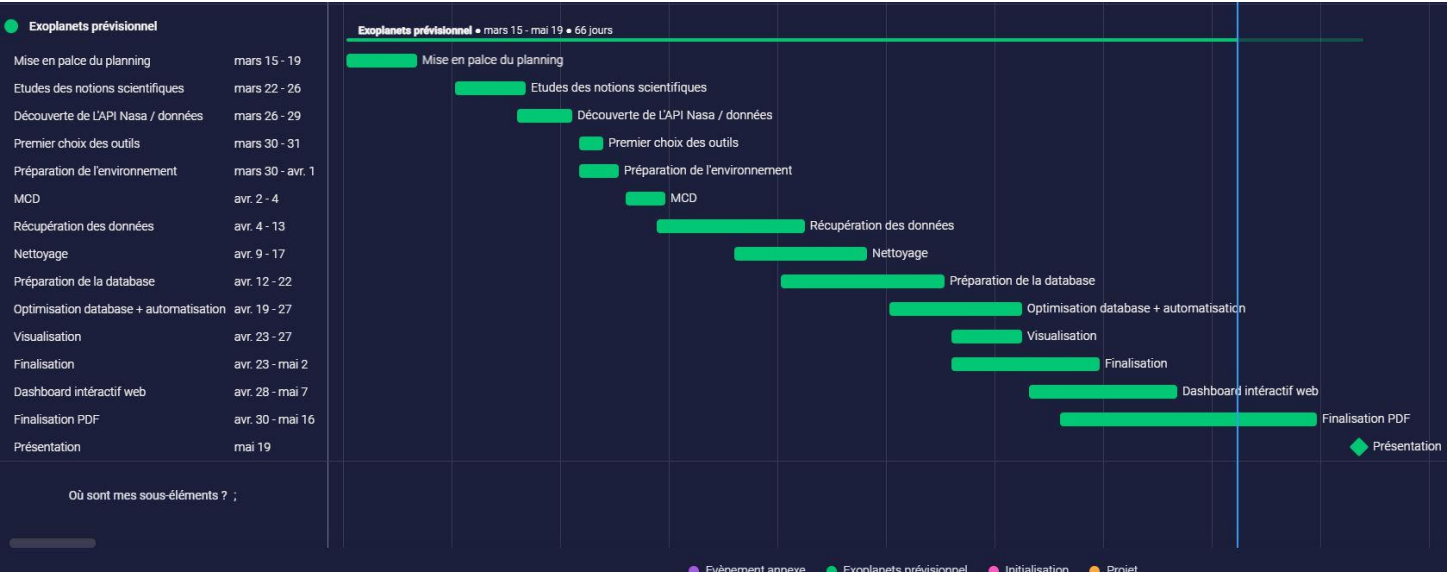 Exoplanets prévisionnel
Exoplanets prévisionnel • mars 15 - mai 19 • 66 jours
Mise en palce du planning mars 15 - 19 Mise en palce du planning
Etudes des notions scientifiques mars 22 - 26 Etudes des notions scientifiques
Découverte de L'API Nasa / données mars 26 - 29 Découverte de L'API Nasa / données
Premier choix des outils mars 30 - 31 Premier choix des outils
Préparation de l'environnement mars 30 - avr. 1 Préparation de l'environnement
MCD avr. 2 - 4 MCD
Récupération des données avr. 4 - 13 Récupération des données
Nettoyage avr. 9 - 17 Nettoyage
Préparation de la database avr. 12 - 22 Préparation de la database
Optimisation database + automatisation avr. 19 - 27 Optimisation database + automatisation
Visualisation avr. 23 - 27 Visualisation
Finalisation avr. 23 - mai 2 Finalisation
Dashboard intéractif web avr. 28 - mai 7 Dashboard intéractif web
Finalisation PDF avr. 30 - mai 16 Finalisation PDF
Présentation mai 19 Présentation
Où sont mes sous-éléments ? ;
Evènement annexe Exoplanets prévisionnel Initialisation Projet